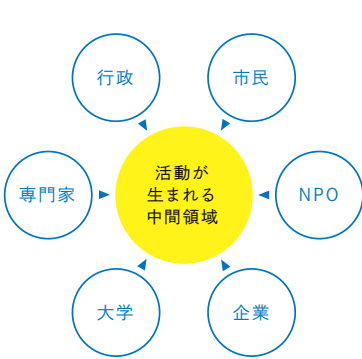 行政
市民
専門家
活動が
生まれる
中間領域
NPO
大学
企業